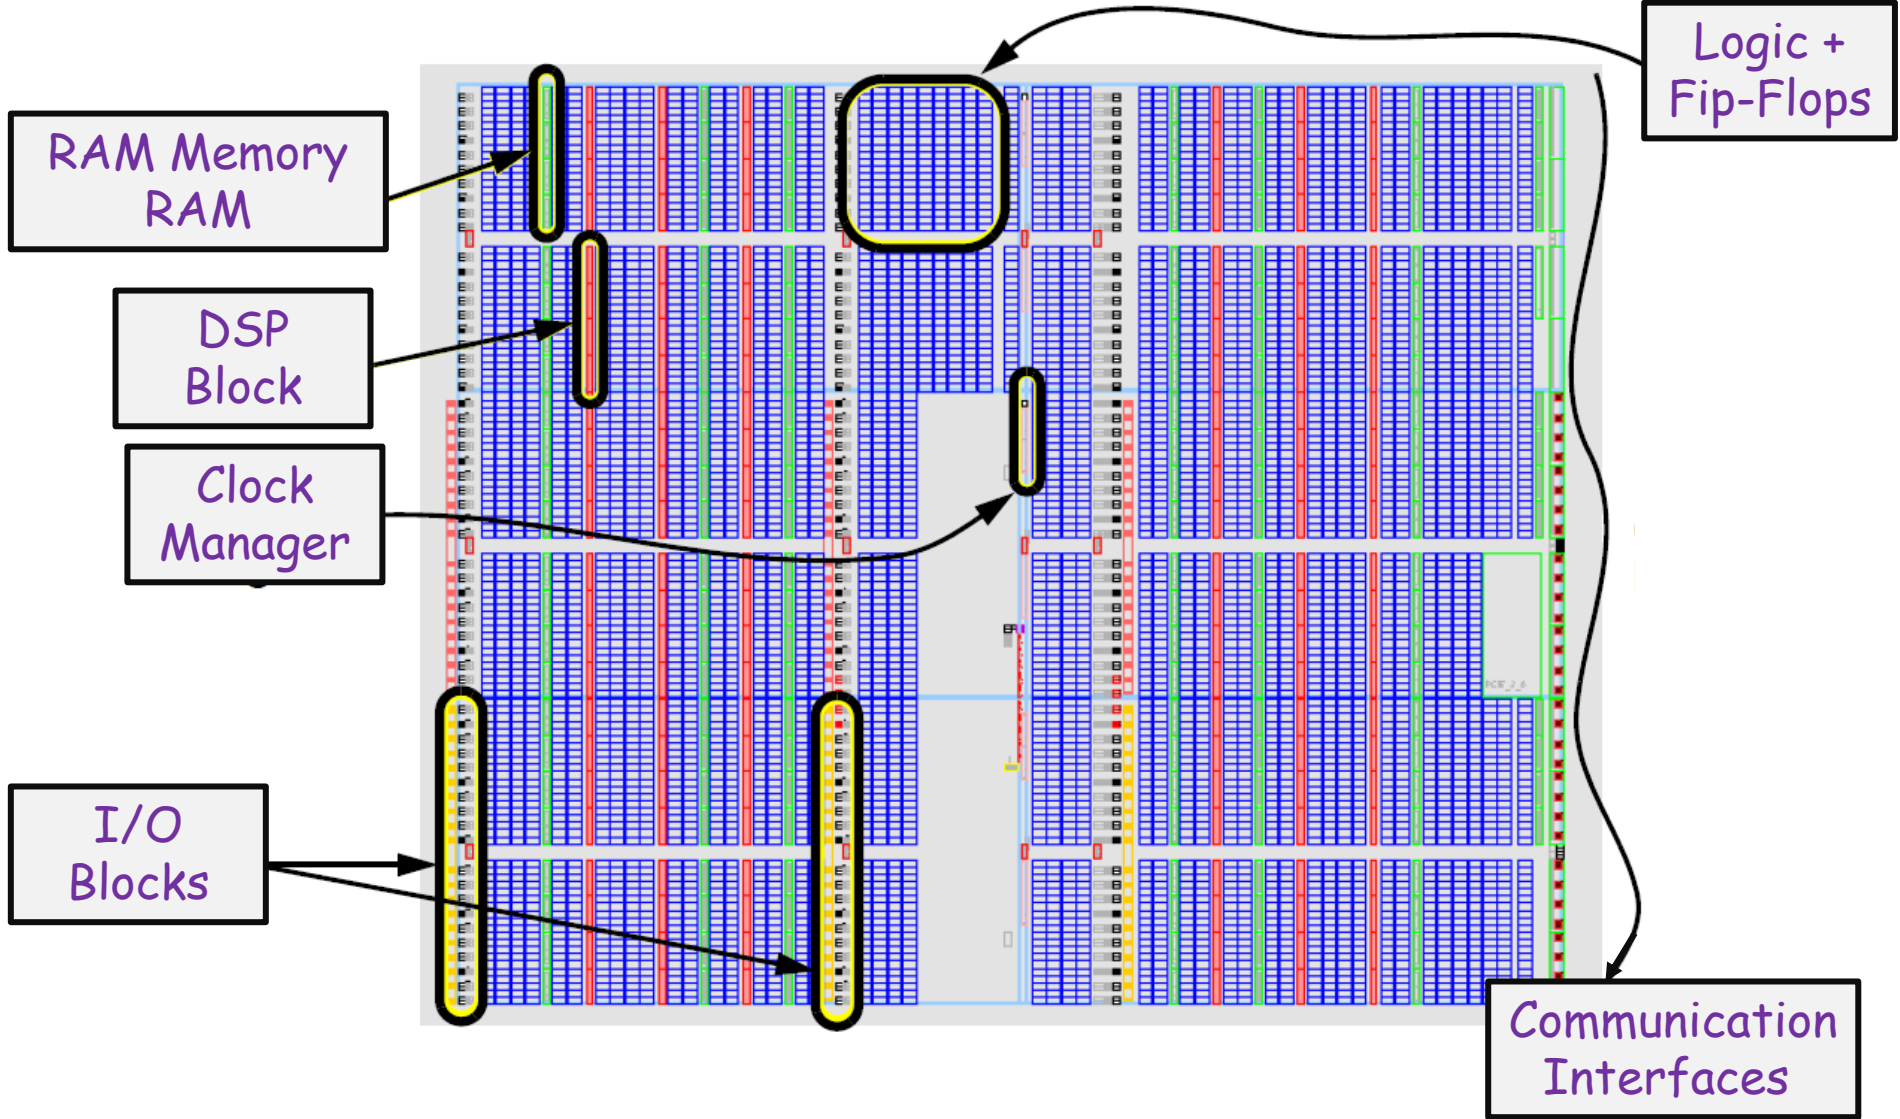 Logic +
Fip-Flops
RAM Memory
RAM
DSP
Block
Clock
Manager
I/O
Blocks
Communication
Interfaces